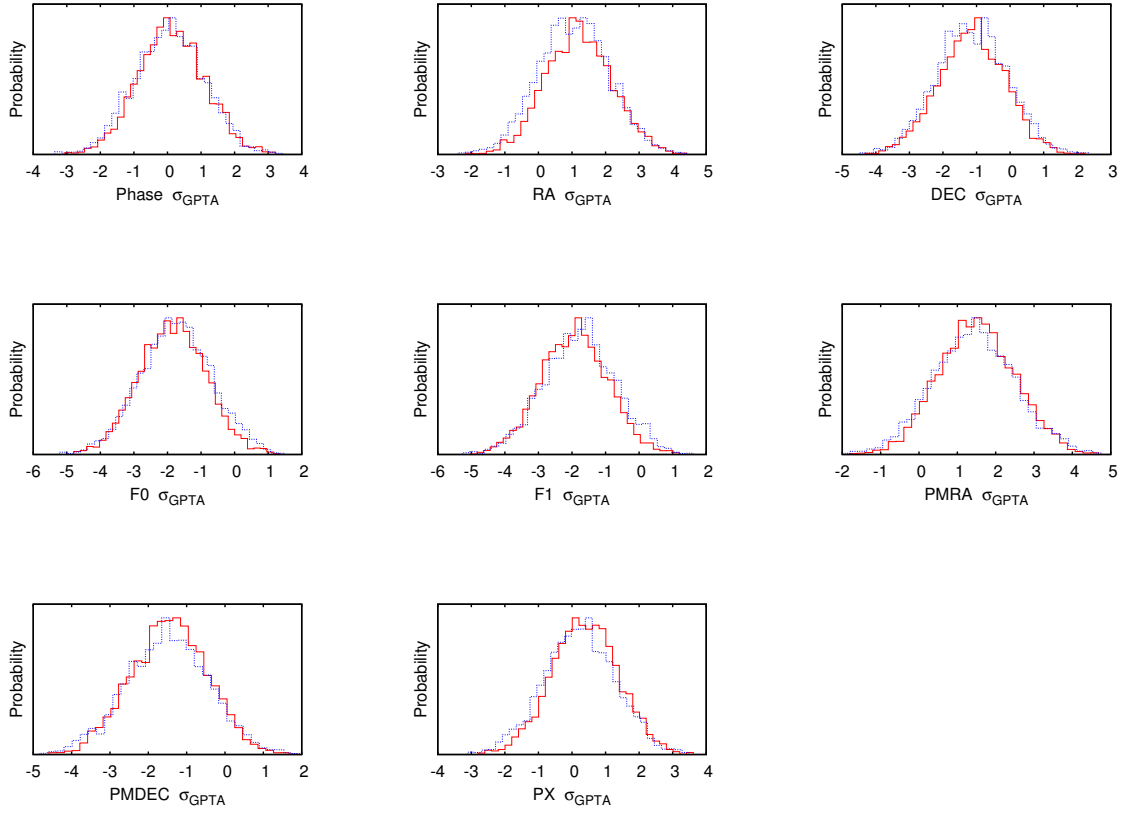 Probability
-4 -3 -2 -1 0 1 2 3 4
Phase σGPTA
Probability
-3 -2 -1 0 1 2 3 4 5
RA σGPTA
Probability
-5 -4 -3 -2 -1 0 1 2 3
DEC σGPTA
Probability
-6 -5 -4 -3 -2 -1 0 1 2
F0 σGPTA
Probability
-6 -5 -4 -3 -2 -1 0 1 2
F1 σGPTA
Probability
-2 -1 0 1 2 3 4 5
PMRA σGPTA
Probability
-5 -4 -3 -2 -1 0 1 2
PMDEC σGPTA
Probability
-4 -3 -2 -1 0 1 2 3 4
PX σGPTA